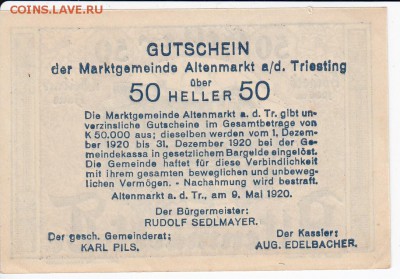 COINS.ЛАVE.RU
GUTSCHEIN
der Marktgemeinde Altenmarkt a/d. Triesting
über
50 HELLER 50
Die Marktgemeinde Altenmarkt a. d. Tr. gibt un-
verzinsliche Gutscheine im Gesamtbetrage von
K 50.000 aus; dieselben werden vom 1. Dezem-
ber 1920 bis 31. Dezember 1920 bei der Ge-
meindekassa in gesetzlichem Bargelde eingelöst.
Die Gemeinde haftet für diese Verbindlichkeit
mit ihrem gesamten beweglichen und unbeweg-
lichen Vermögen. - Nachahmung wird bestraft.
Altenmarkt a. d. Tr., am 9. Mai 1920.
Der Bürgermeister:
RUDOLF SEDLMAYER.
Der gesch. Gemeinderat: Der Kassier:
KARL PILS. AUG. EDELBACHER.